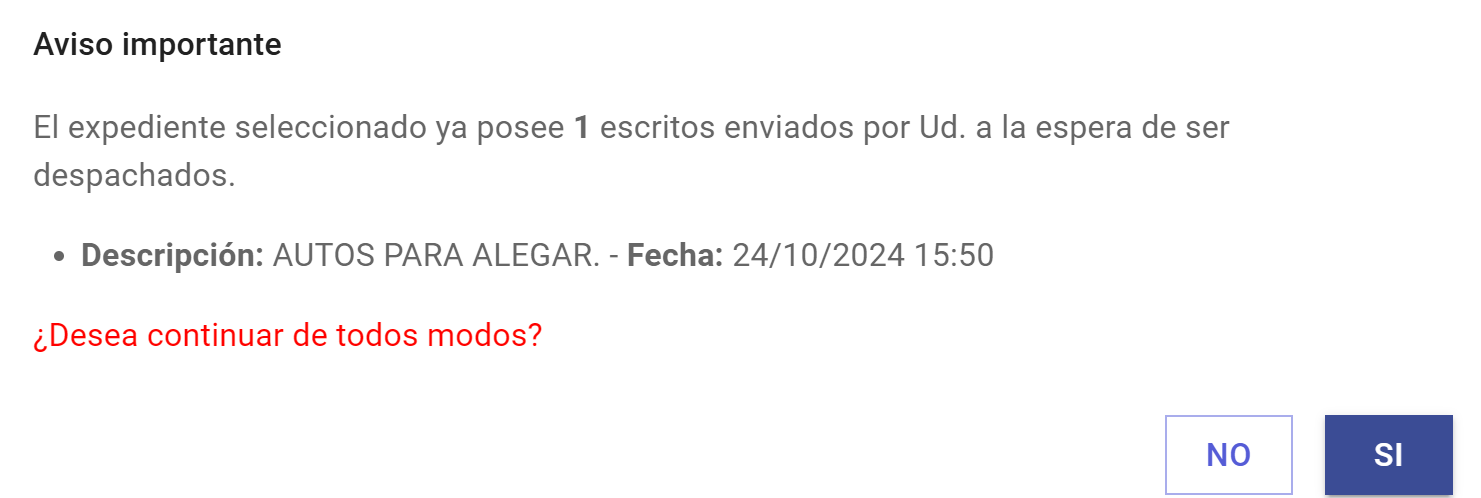 Aviso importante
El expediente seleccionado ya posee 1 escritos enviados por Ud. a la espera de ser
despachados.
• Descripción: AUTOS PARA ALEGAR. - Fecha: 24/10/2024 15:50
¿Desea continuar de todos modos?
NO SI